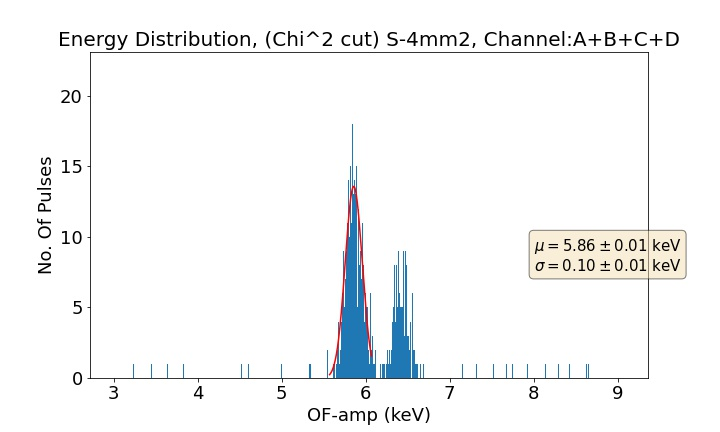 Energy Distribution, (Chi^2 cut) S-4mm2, Channel:A+B+C+D
20
15
10
5
0
No. Of Pulses
μ = 5.86 ± 0.01 keV
σ = 0.10 ± 0.01 keV
3 4 5 6 7 8 9
OF-amp (keV)